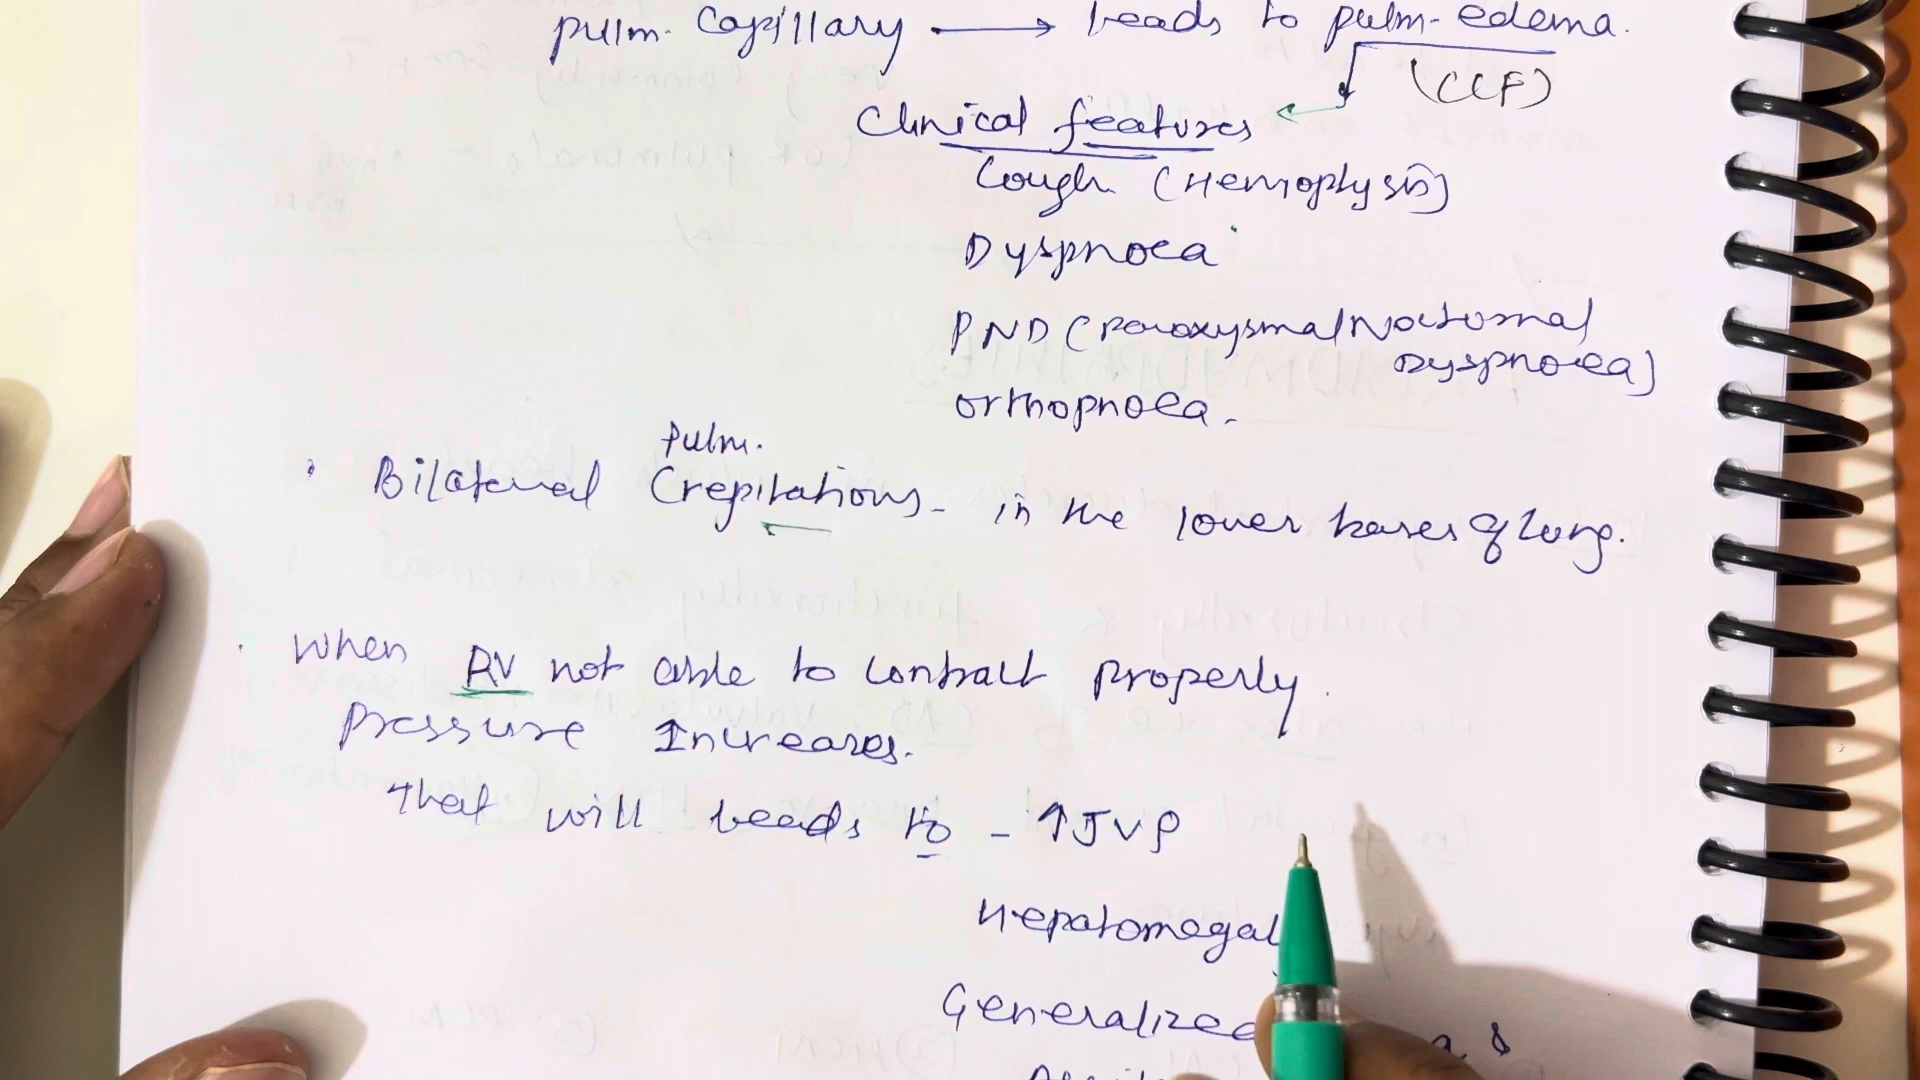 pulm. Capillary → leads to pulm. edema.
(CCF)
Clinical features
Cough (Hemoptysis)
Dyspnoea
PND (Paroxysmal Nocturnal
Dyspnoea)
orthopnoea.
Pulm.
Bilateral Crepitations - in the lower bases of lung.
When RV not able to contract properly
pressure Increases.
that will leads to - ↑JVP
Hepatomegal
Generalized